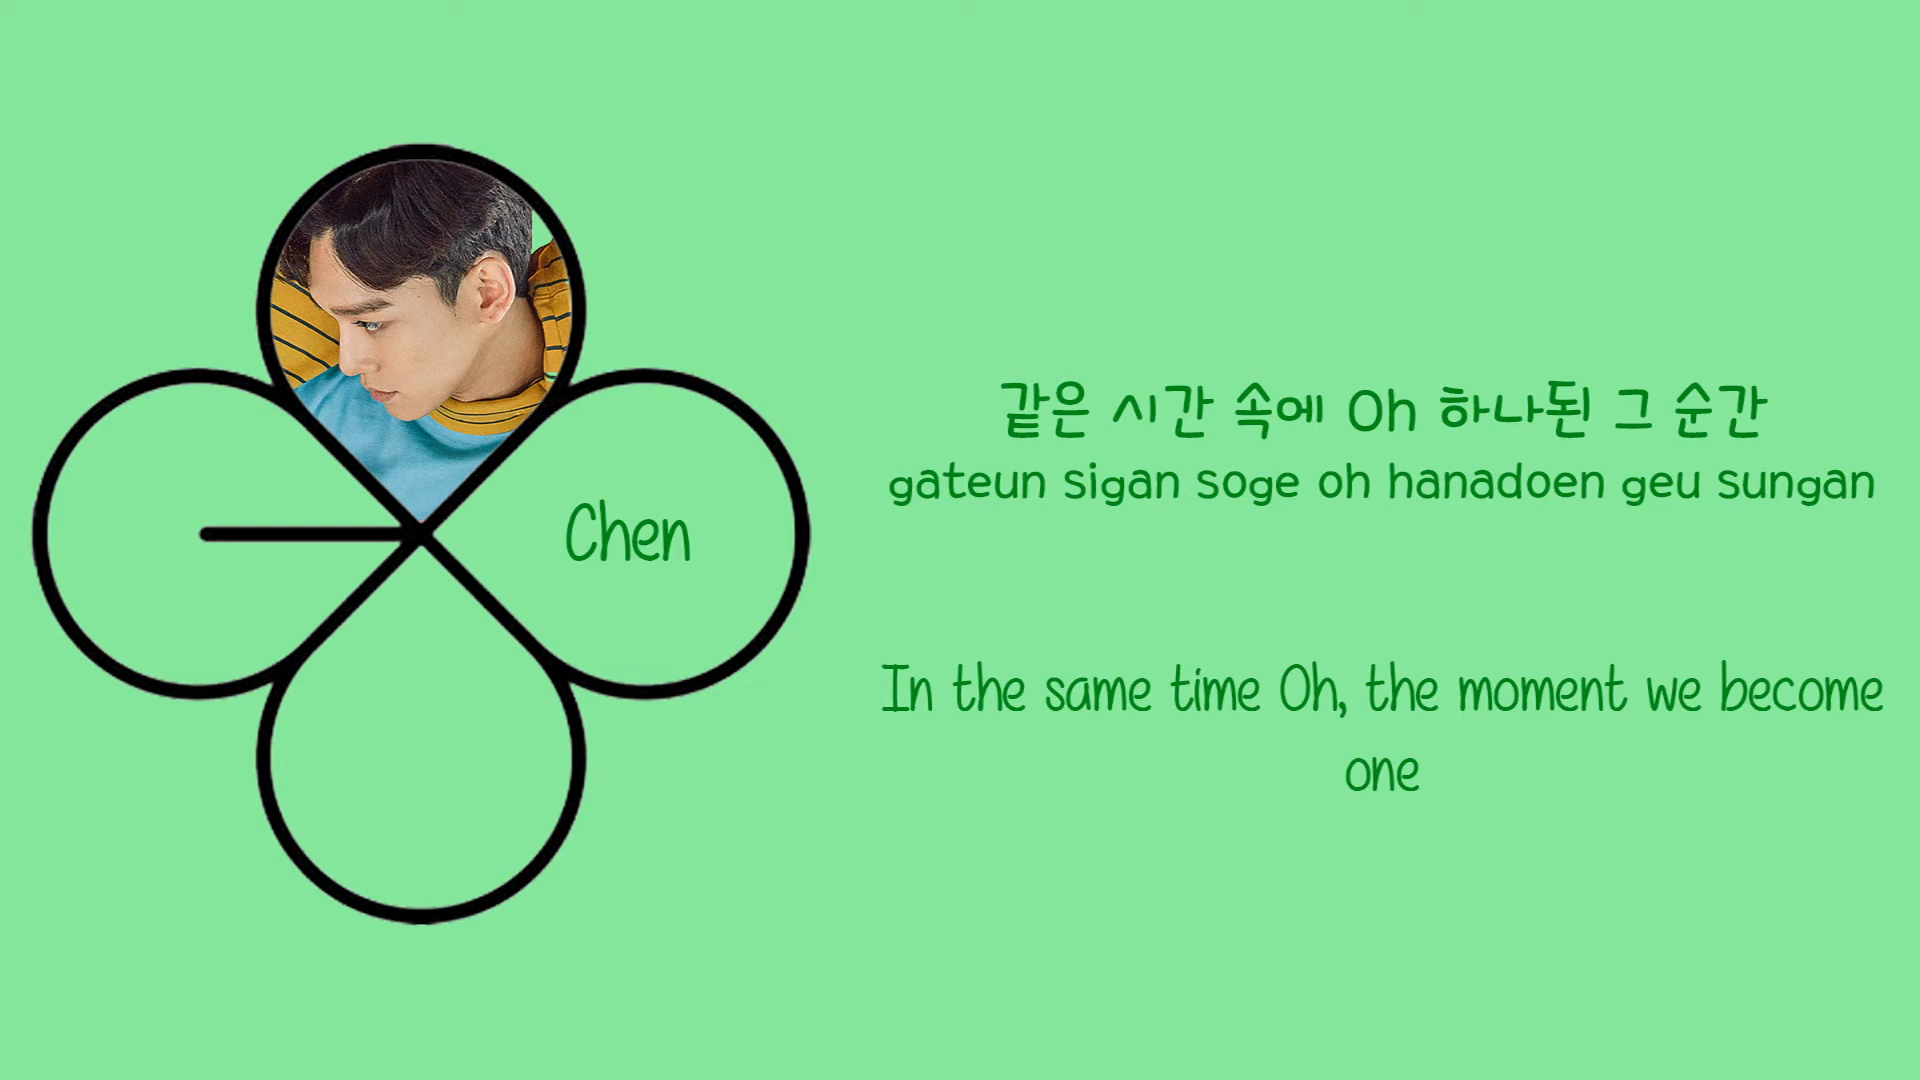 Chen
같은 시간 속에 Oh 하나된 그 순간
gateun sigan soge oh hanadoen geu sungan
In the same time Oh, the moment we become
one